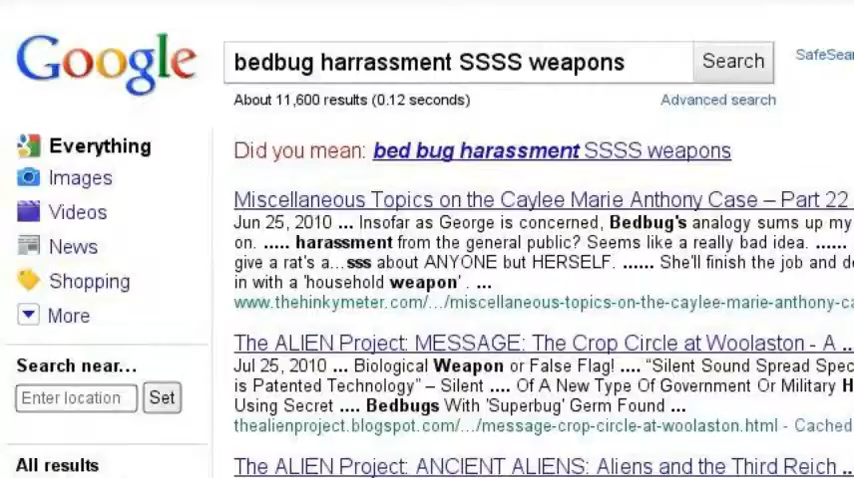 Google
bedbug harrassment SSSS weapons
Search
SafeSear
About 11,600 results (0.12 seconds)
Advanced search
Everything
Images
Videos
News
Shopping
More
Search near...
Enter location
Set
All results
Did you mean: bed bug harassment SSSS weapons
Miscellaneous Topics on the Caylee Marie Anthony Case – Part 22
Jun 25, 2010 ... Insofar as George is concerned, Bedbug's analogy sums up my
on. ..... harassment from the general public? Seems like a really bad idea. ......
give a rat's a...sss about ANYONE but HERSELF. ...... She'll finish the job and d
in with a 'household weapon' . ...
www.thehinkymeter.com/.../miscellaneous-topics-on-the-caylee-marie-anthony-ca
The ALIEN Project: MESSAGE: The Crop Circle at Woolaston - A ...
Jul 25, 2010 ... Biological Weapon or False Flag! .... “Silent Sound Spread Spec
is Patented Technology” – Silent .... Of A New Type Of Government Or Military H
Using Secret .... Bedbugs With 'Superbug' Germ Found ...
thealienproject.blogspot.com/.../message-crop-circle-at-woolaston.html - Cached
The ALIEN Project: ANCIENT ALIENS: Aliens and the Third Reich ...